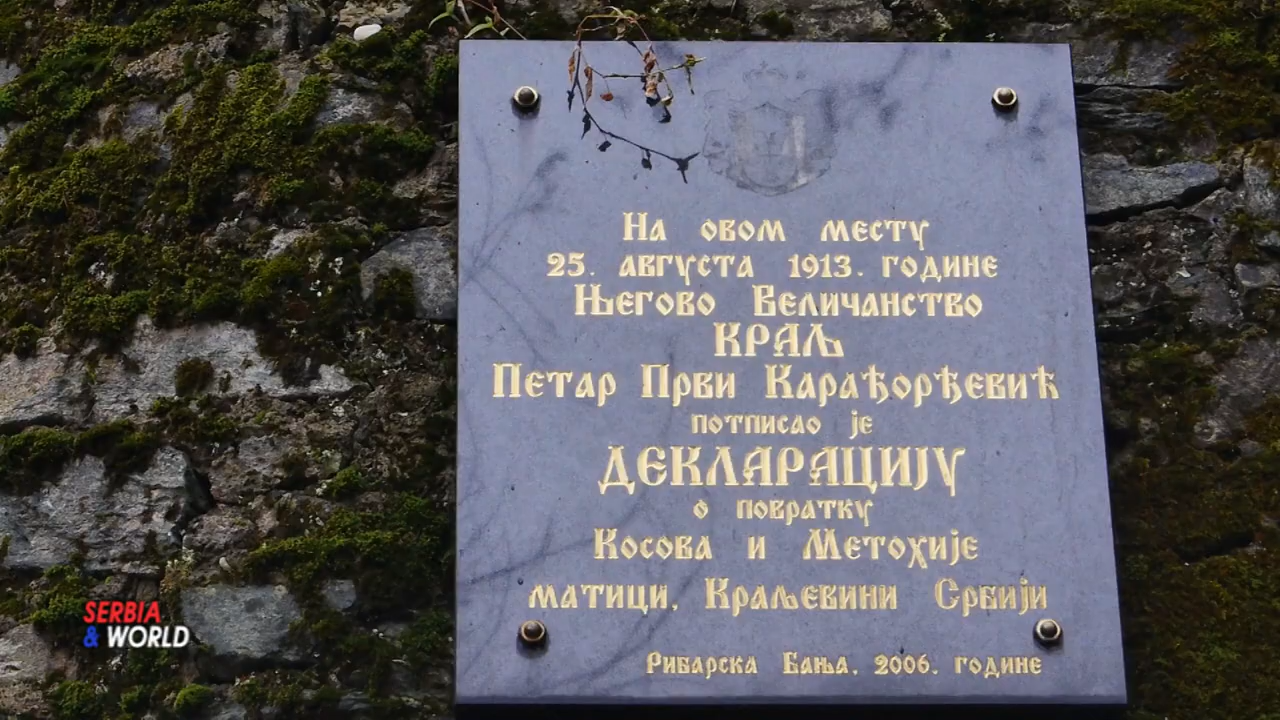 На овом месту
25. августа 1913. године
Његово Величанство
КРАЉ
Петар Први Карађорђевић
потписао је
ДЕКЛАРАЦИЈУ
о повратку
Косова и Метохије
матици, Краљевини Србији
Рибарска Бања, 2006. године
SERBIA
& WORLD